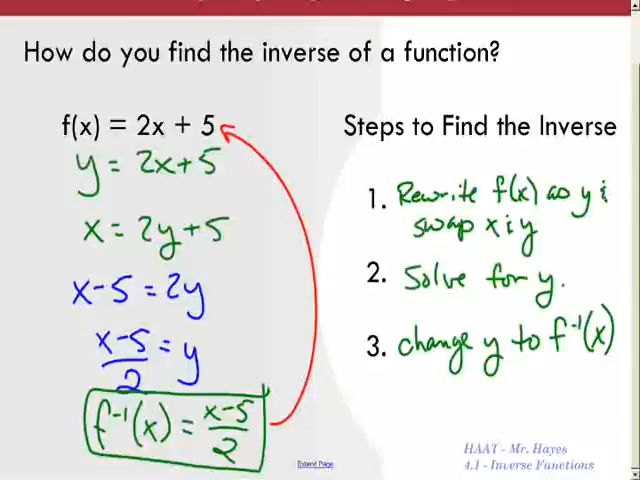 How do you find the inverse of a function?
f(x) = 2x + 5
y = 2x+5
x = 2y+5
x-5 = 2y
x-5/2 = y
f⁻¹(x) = x-5/2
Steps to Find the Inverse
1. Rewrite f(x) as y &
swap x & y
2. Solve for y.
3. change y to f⁻¹(x)
HAAT - Mr. Hayes
4.1 - Inverse Functions
Extend Page